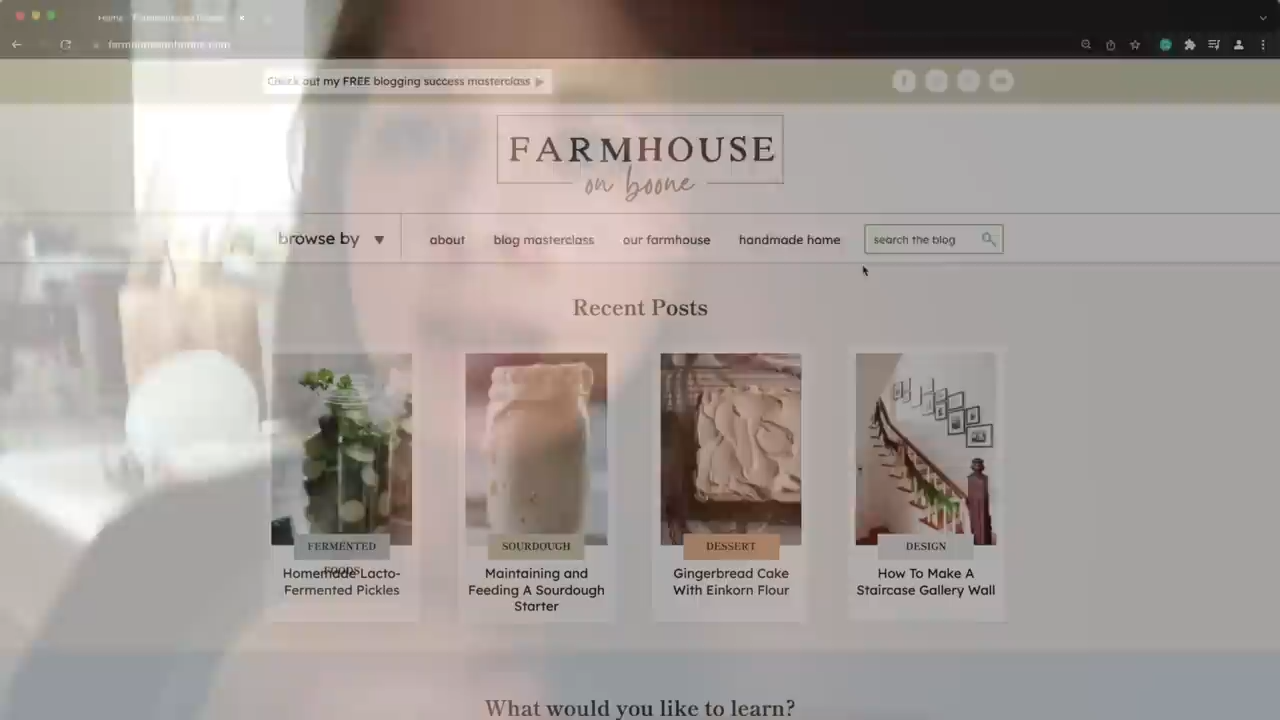 Check out my FREE blogging success masterclass ▶
FARMHOUSE
on boone
browse by ▼
about
blog masterclass
our farmhouse
handmade home
search the blog
Recent Posts
FERMENTED
FOODS
Homemade Lacto-
Fermented Pickles
SOURDOUGH
Maintaining and
Feeding A Sourdough
Starter
DESSERT
Gingerbread Cake
With Einkorn Flour
DESIGN
How To Make A
Staircase Gallery Wall
What would you like to learn?